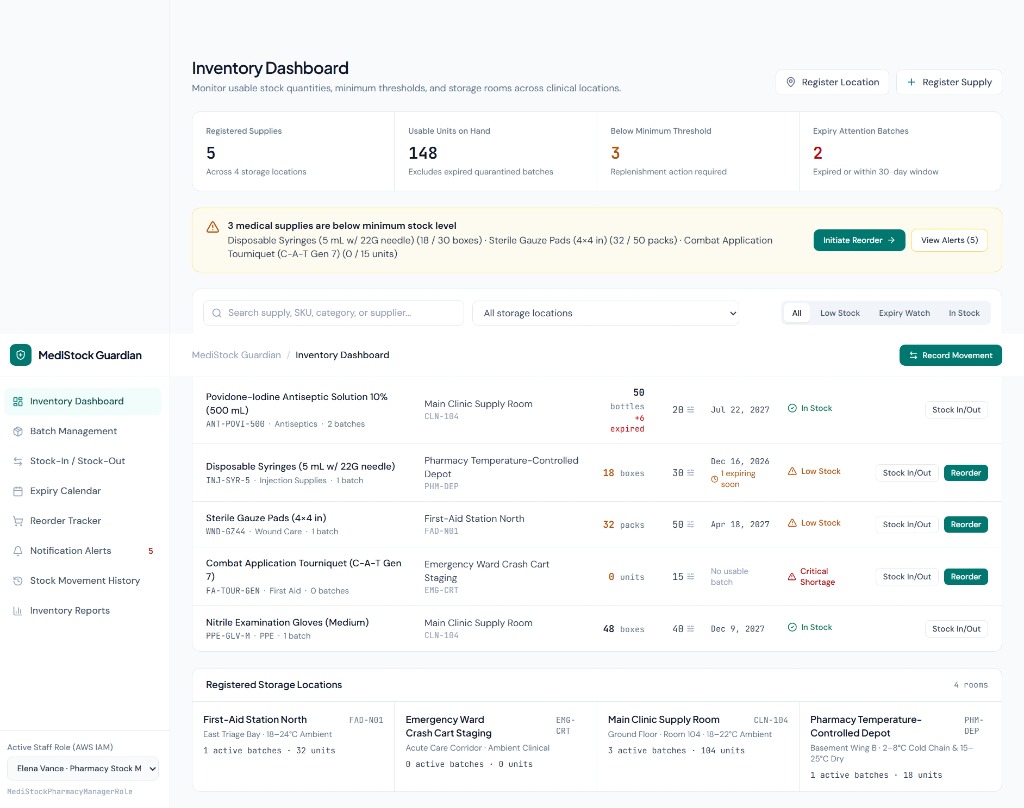 Inventory Dashboard
Monitor usable stock quantities, minimum thresholds, and storage rooms across clinical locations.
Register Location
Register Supply
Registered Supplies
5
Across 4 storage locations
Usable Units on Hand
148
Excludes expired quarantined batches
Below Minimum Threshold
3
Replenishment action required
Expiry Attention Batches
2
Expired or within 30-day window
3 medical supplies are below minimum stock level
Disposable Syringes (5 mL w/ 22G needle) (18 / 30 boxes) · Sterile Gauze Pads (4×4 in) (32 / 50 packs) · Combat Application
Tourniquet (C-A-T Gen 7) (0 / 15 units)
Initiate Reorder →
View Alerts (5)
Search supply, SKU, category, or supplier...
All storage locations
All
Low Stock
Expiry Watch
In Stock
MediStock Guardian
MediStock Guardian / Inventory Dashboard
Record Movement
Inventory Dashboard
Batch Management
Stock-In / Stock-Out
Expiry Calendar
Reorder Tracker
Notification Alerts 5
Stock Movement History
Inventory Reports
Povidone-Iodine Antiseptic Solution 10%
(500 mL)
ANT-POVI-500 · Antiseptics · 2 batches
Main Clinic Supply Room
CLN-104
50
bottles
+6
expired
20
Jul 22, 2027
In Stock
Stock In/Out
Disposable Syringes (5 mL w/ 22G needle)
INJ-SYR-5 · Injection Supplies · 1 batch
Pharmacy Temperature-Controlled
Depot
PHM-DEP
18 boxes
30
Dec 16, 2026
1 expiring
soon
Low Stock
Stock In/Out
Reorder
Sterile Gauze Pads (4×4 in)
WND-GZ44 · Wound Care · 1 batch
First-Aid Station North
FAD-N01
32 packs
50
Apr 18, 2027
Low Stock
Stock In/Out
Reorder
Combat Application Tourniquet (C-A-T Gen
7)
FA-TOUR-GEN · First Aid · 0 batches
Emergency Ward Crash Cart
Staging
EMG-CRT
0 units
15
No usable
batch
Critical
Shortage
Stock In/Out
Reorder
Nitrile Examination Gloves (Medium)
PPE-GLV-M · PPE · 1 batch
Main Clinic Supply Room
CLN-104
48 boxes
40
Dec 9, 2027
In Stock
Stock In/Out
Registered Storage Locations
4 rooms
First-Aid Station North
FAD-N01
East Triage Bay · 18–24°C Ambient
1 active batches · 32 units
Emergency Ward
Crash Cart Staging
EMG-
CRT
Acute Care Corridor · Ambient Clinical
0 active batches · 0 units
Main Clinic Supply Room
CLN-104
Ground Floor · Room 104 · 18–22°C Ambient
3 active batches · 104 units
Pharmacy Temperature-
Controlled Depot
PHM-
DEP
Basement Wing B · 2–8°C Cold Chain & 15–
25°C Dry
1 active batches · 18 units
Active Staff Role (AWS IAM)
Elena Vance · Pharmacy Stock M
MediStockPharmacyManagerRole